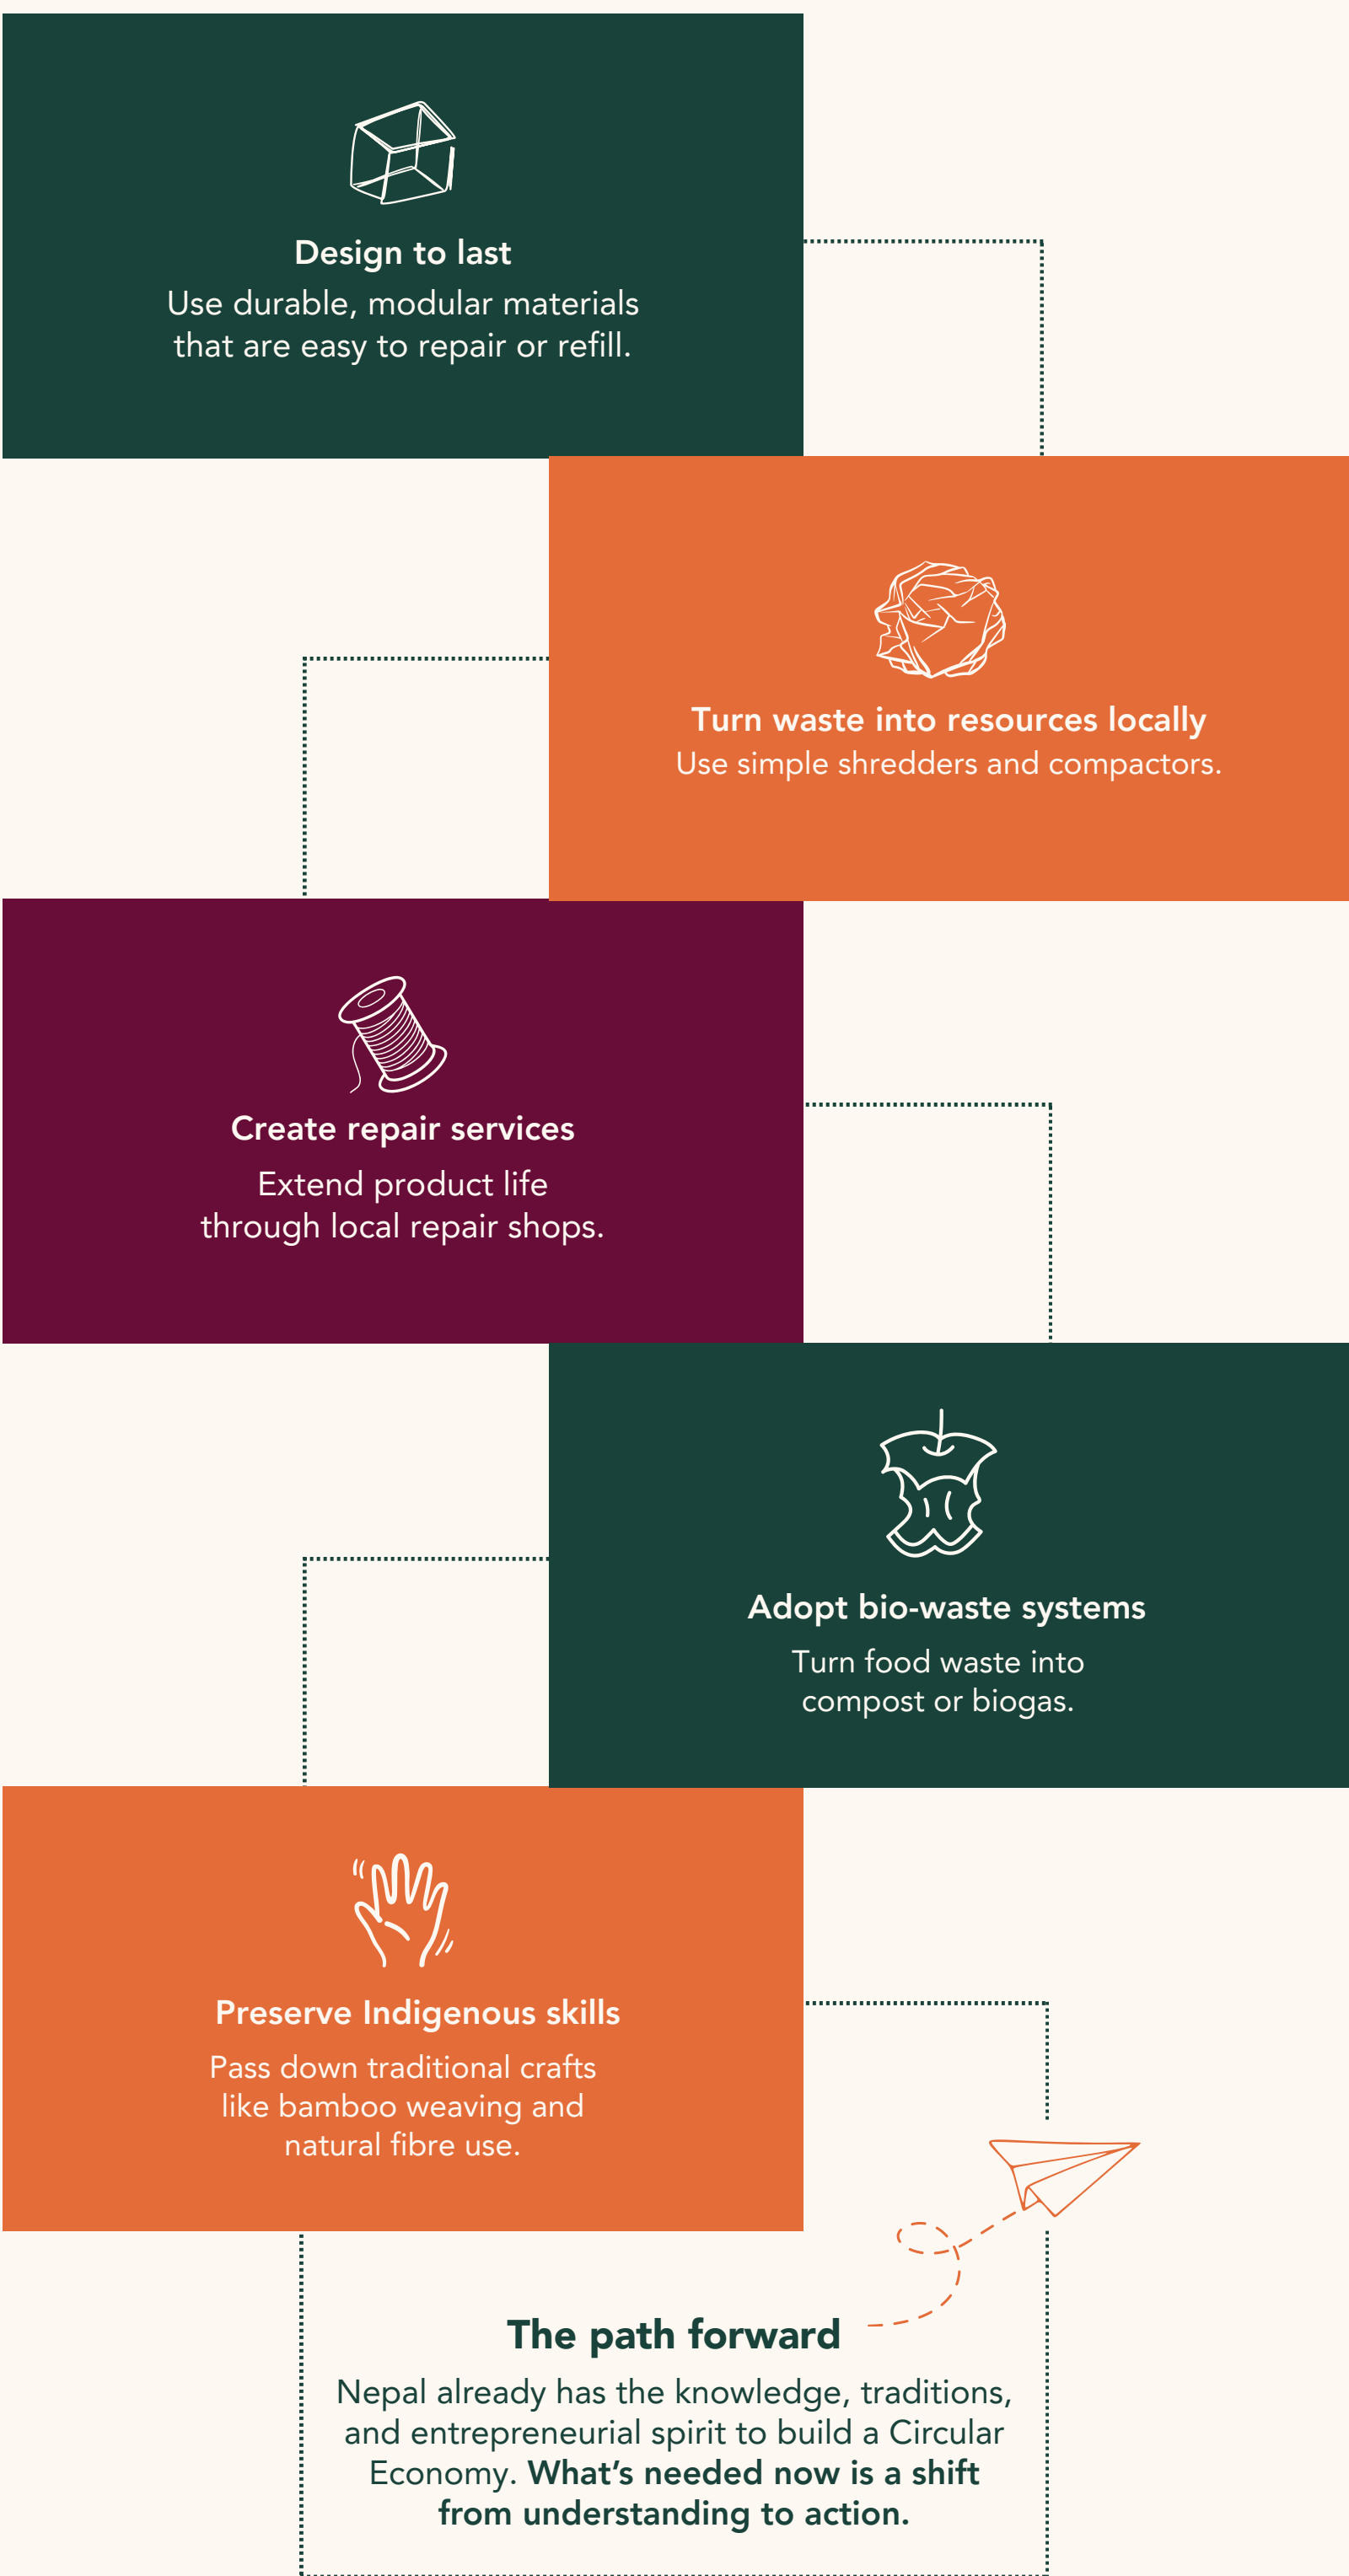 Design to last
Use durable, modular materials
that are easy to repair or refill.
Turn waste into resources locally
Use simple shredders and compactors.
Create repair services
Extend product life
through local repair shops.
Adopt bio-waste systems
Turn food waste into
compost or biogas.
Preserve Indigenous skills
Pass down traditional crafts
like bamboo weaving and
natural fibre use.
The path forward
Nepal already has the knowledge, traditions,
and entrepreneurial spirit to build a Circular
Economy. What's needed now is a shift
from understanding to action.